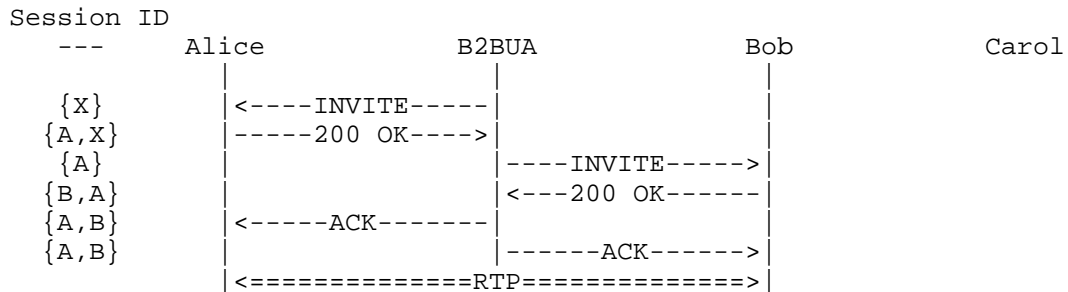 Session ID
--- Alice B2BUA Bob Carol
| | |
{X} |<----INVITE-----| |
{A,X} |-----200 OK---->| |
{A} | |----INVITE----->|
{B,A} | |<---200 OK------|
{A,B} |<-----ACK-------| |
{A,B} | |------ACK------>|
|<==============RTP==============>|